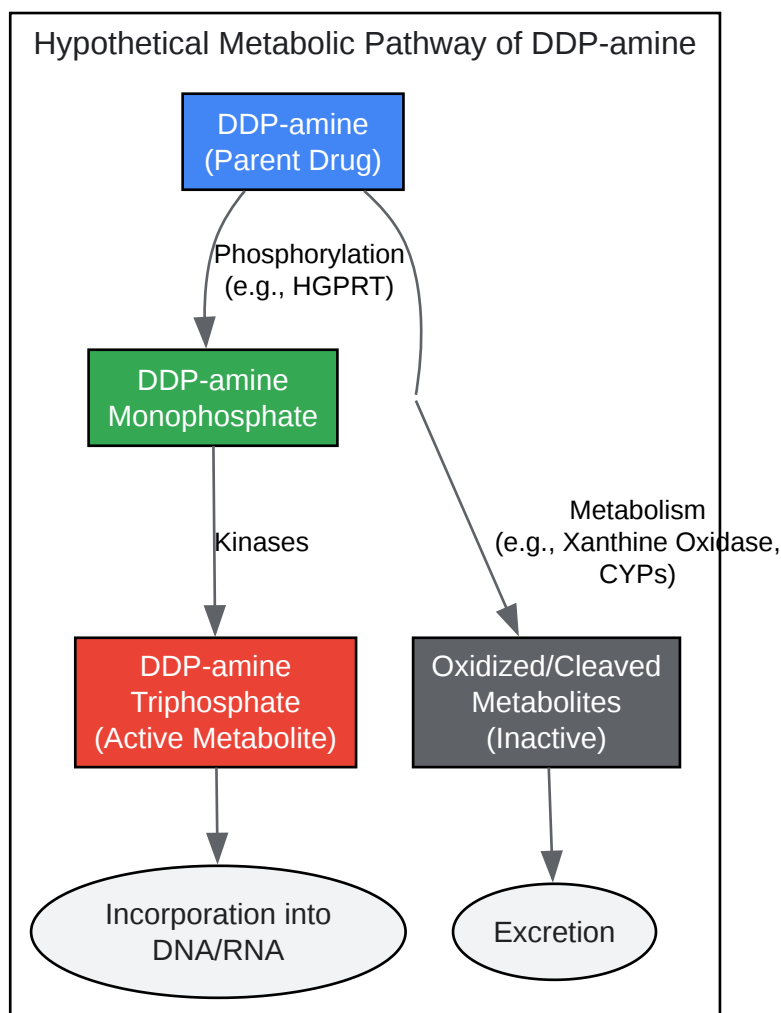 Hypothetical Metabolic Pathway of DDP-amine
DDP-amine
(Parent Drug)
Phosphorylation
(e.g., HGPRT)
DDP-amine
Monophosphate
Kinases
Metabolism
(e.g., Xanthine Oxidase,
CYPs)
DDP-amine
Triphosphate
(Active Metabolite)
Oxidized/Cleaved
Metabolites
(Inactive)
Incorporation into
DNA/RNA
Excretion